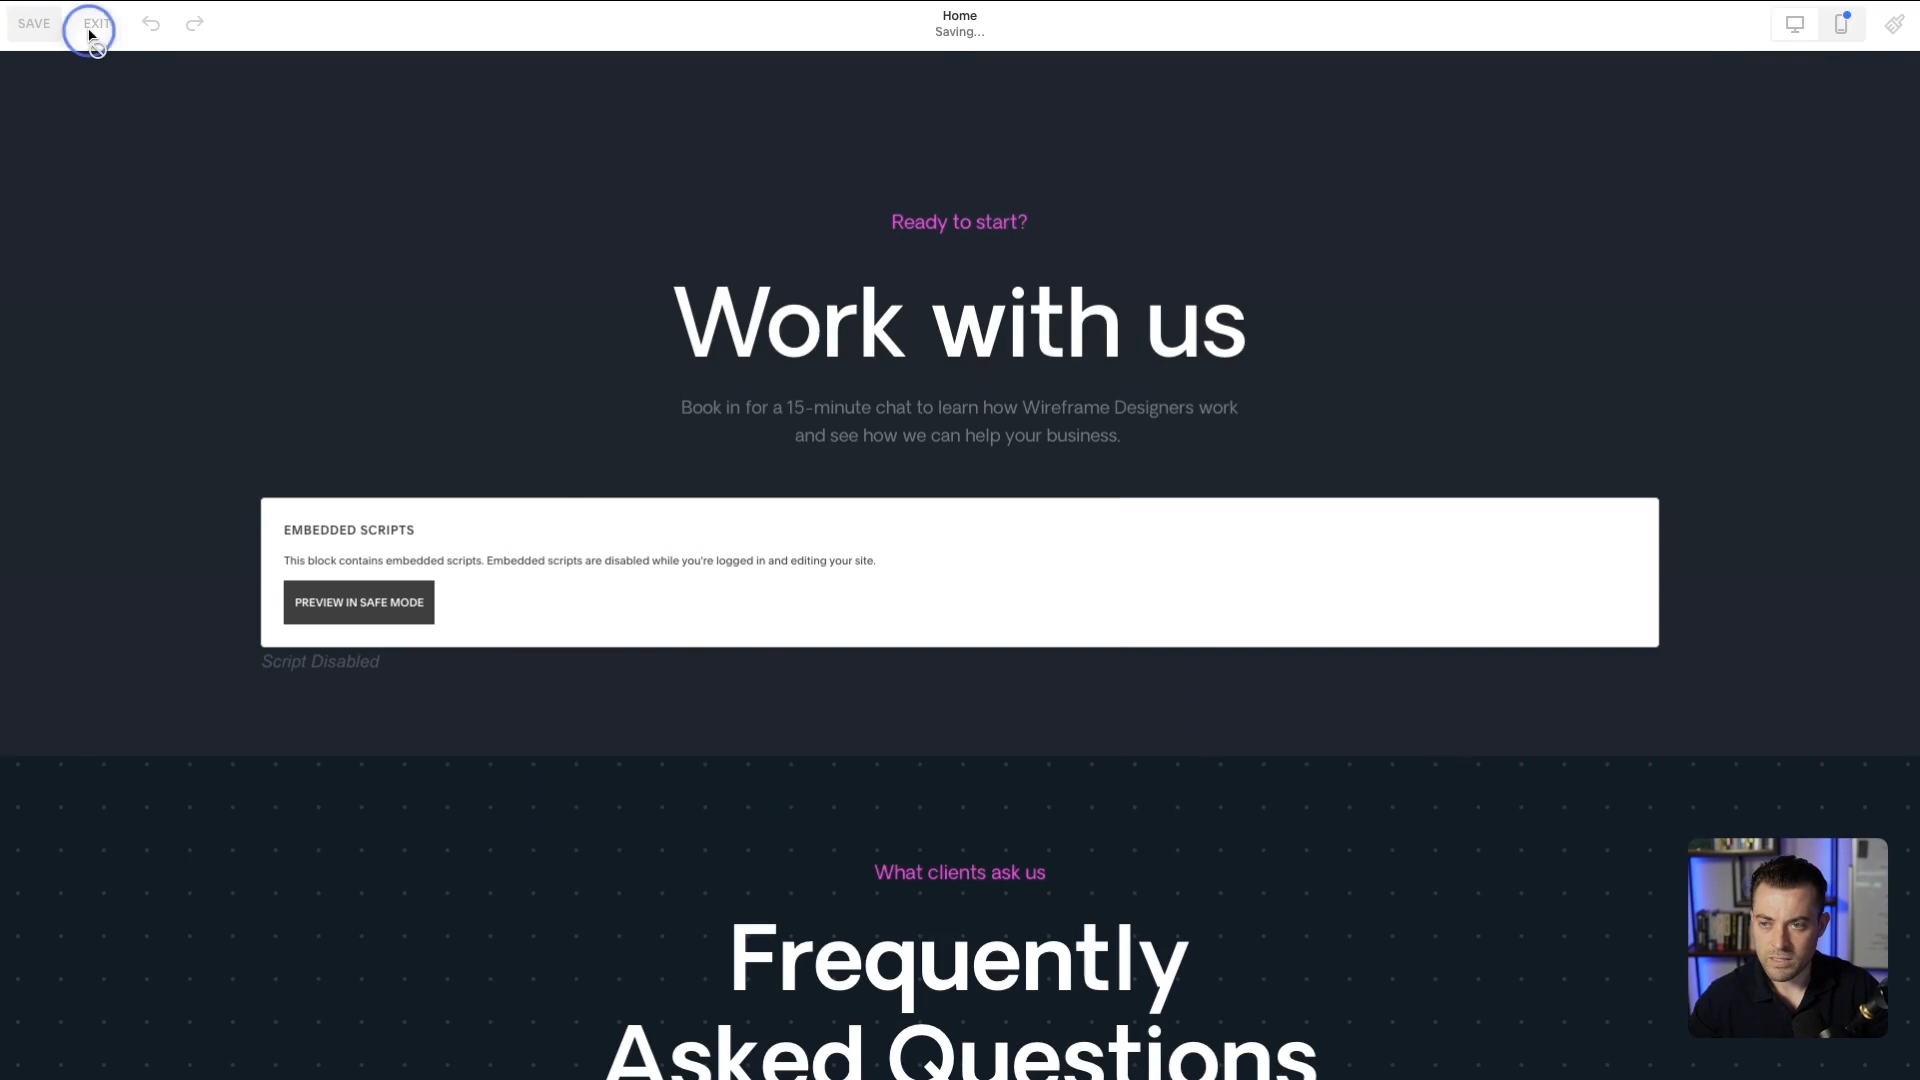 SAVE
EXIT
Home
Saving...
Ready to start?
Work with us
Book in for a 15-minute chat to learn how Wireframe Designers work
and see how we can help your business.
EMBEDDED SCRIPTS
This block contains embedded scripts. Embedded scripts are disabled while you're logged in and editing your site.
PREVIEW IN SAFE MODE
Script Disabled
What clients ask us
Frequently
Asked Questions